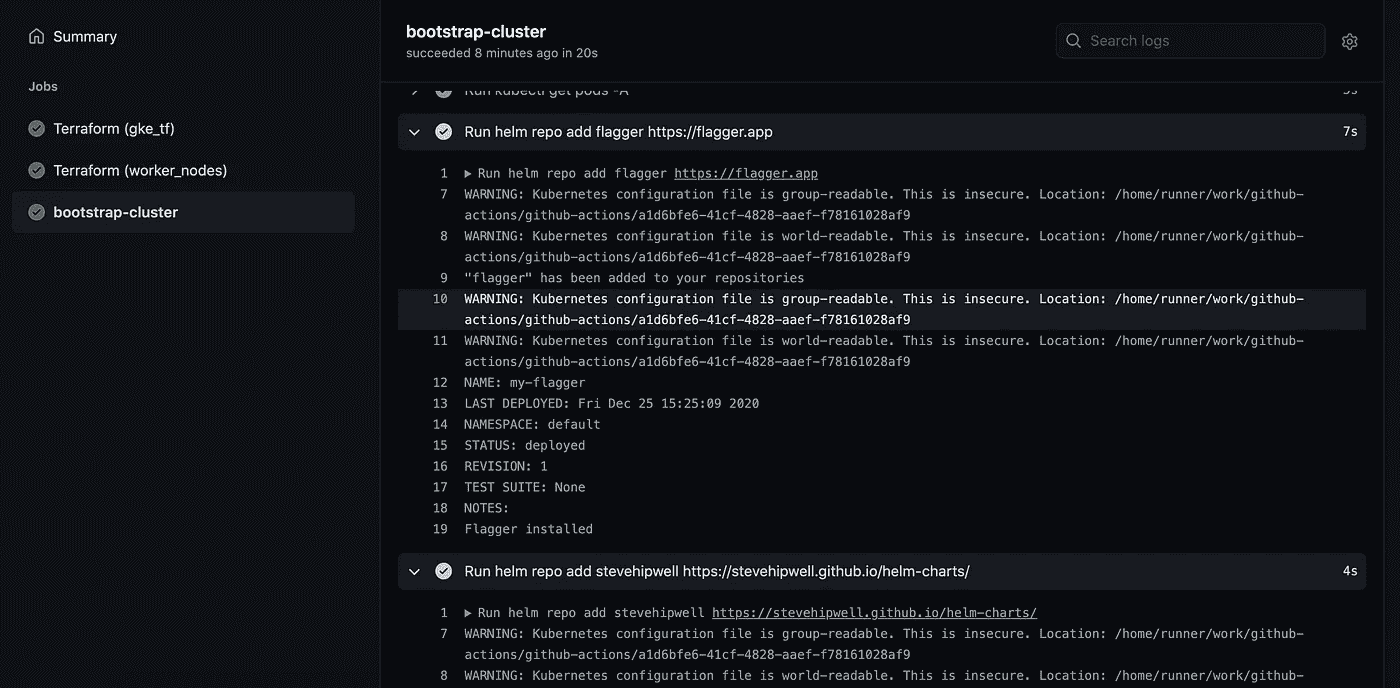 Summary
Jobs
Terraform (gke_tf)
Terraform (worker_nodes)
bootstrap-cluster
bootstrap-cluster
succeeded 8 minutes ago in 20s
Search logs
Run kubectl get pods -A
Run helm repo add flagger https://flagger.app 7s
1 Run helm repo add flagger https://flagger.app
7 WARNING: Kubernetes configuration file is group-readable. This is insecure. Location: /home/runner/work/github-
actions/github-actions/a1d6bfe6-41cf-4828-aaef-f78161028af9
8 WARNING: Kubernetes configuration file is world-readable. This is insecure. Location: /home/runner/work/github-
actions/github-actions/a1d6bfe6-41cf-4828-aaef-f78161028af9
9 "flagger" has been added to your repositories
10 WARNING: Kubernetes configuration file is group-readable. This is insecure. Location: /home/runner/work/github-
actions/github-actions/a1d6bfe6-41cf-4828-aaef-f78161028af9
11 WARNING: Kubernetes configuration file is world-readable. This is insecure. Location: /home/runner/work/github-
actions/github-actions/a1d6bfe6-41cf-4828-aaef-f78161028af9
12 NAME: my-flagger
13 LAST DEPLOYED: Fri Dec 25 15:25:09 2020
14 NAMESPACE: default
15 STATUS: deployed
16 REVISION: 1
17 TEST SUITE: None
18 NOTES:
19 Flagger installed
Run helm repo add stevehipwell https://stevehipwell.github.io/helm-charts/ 4s
1 Run helm repo add stevehipwell https://stevehipwell.github.io/helm-charts/
7 WARNING: Kubernetes configuration file is group-readable. This is insecure. Location: /home/runner/work/github-
actions/github-actions/a1d6bfe6-41cf-4828-aaef-f78161028af9
8 WARNING: Kubernetes configuration file is world-readable. This is insecure. Location: /home/runner/work/github-